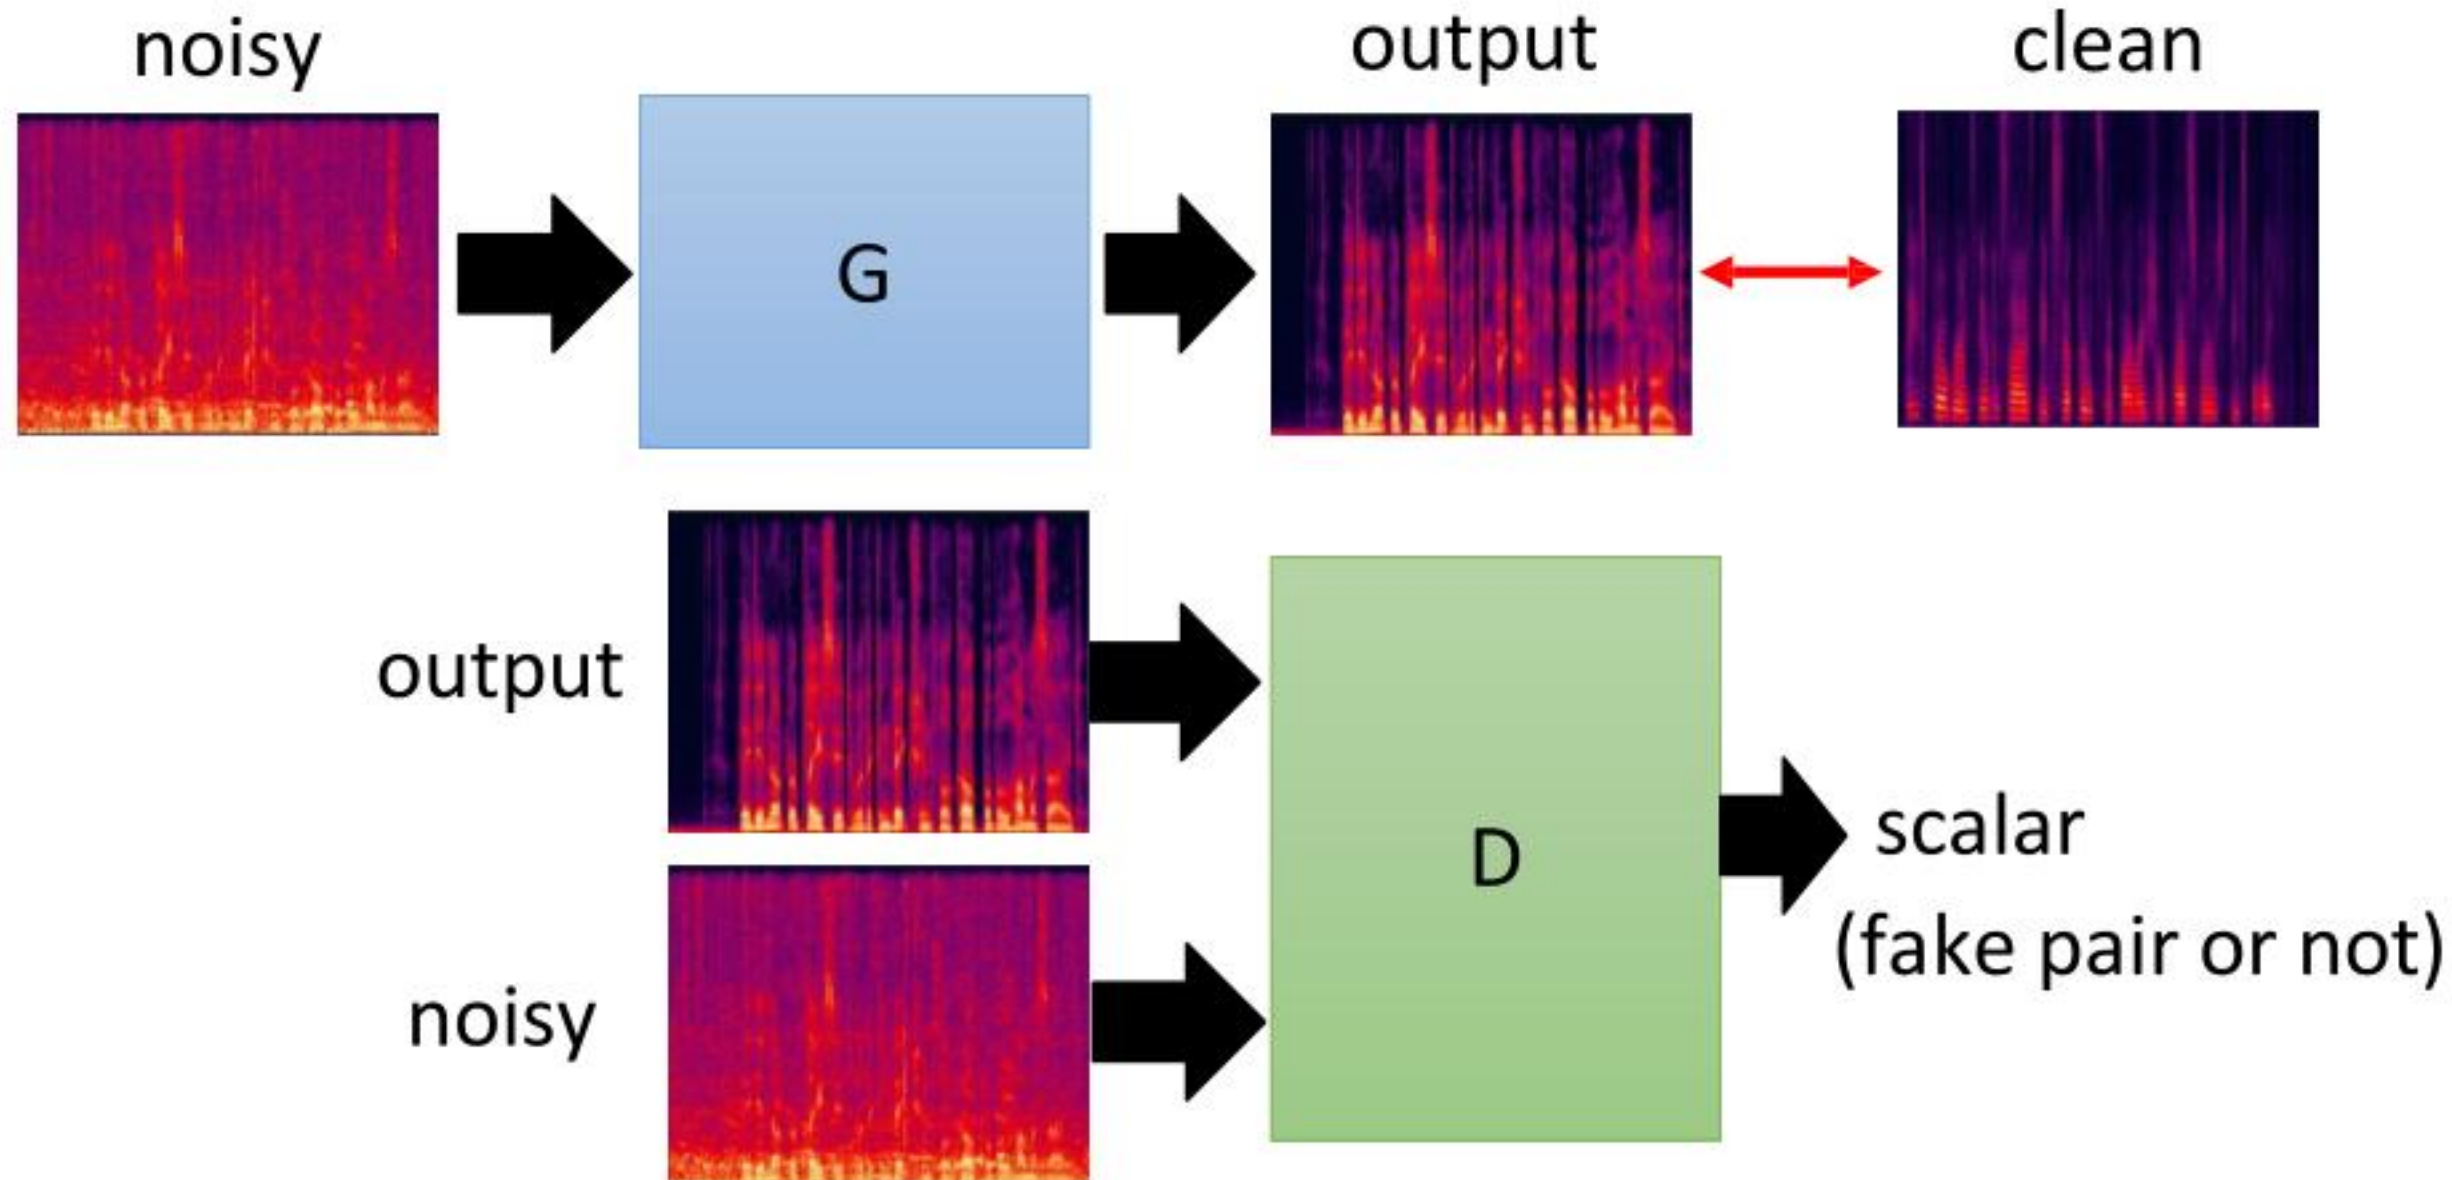 noisy
output
clean
G
output
noisy
D
scalar
(fake pair or not)